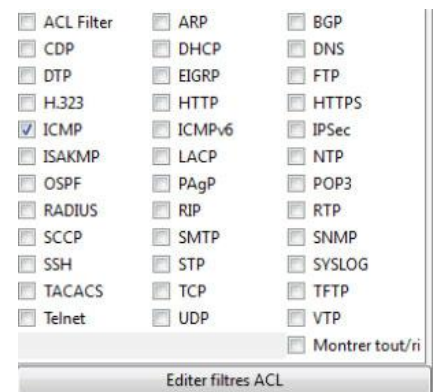 ACL Filter ARP BGP
CDP DHCP DNS
DTP EIGRP FTP
H.323 HTTP HTTPS
ICMP ICMPv6 IPSec
ISAKMP LACP NTP
OSPF PAgP POP3
RADIUS RIP RTP
SCCP SMTP SNMP
SSH STP SYSLOG
TACACS TCP TFTP
Telnet UDP VTP
Montrer tout/ri
Editer filtres ACL